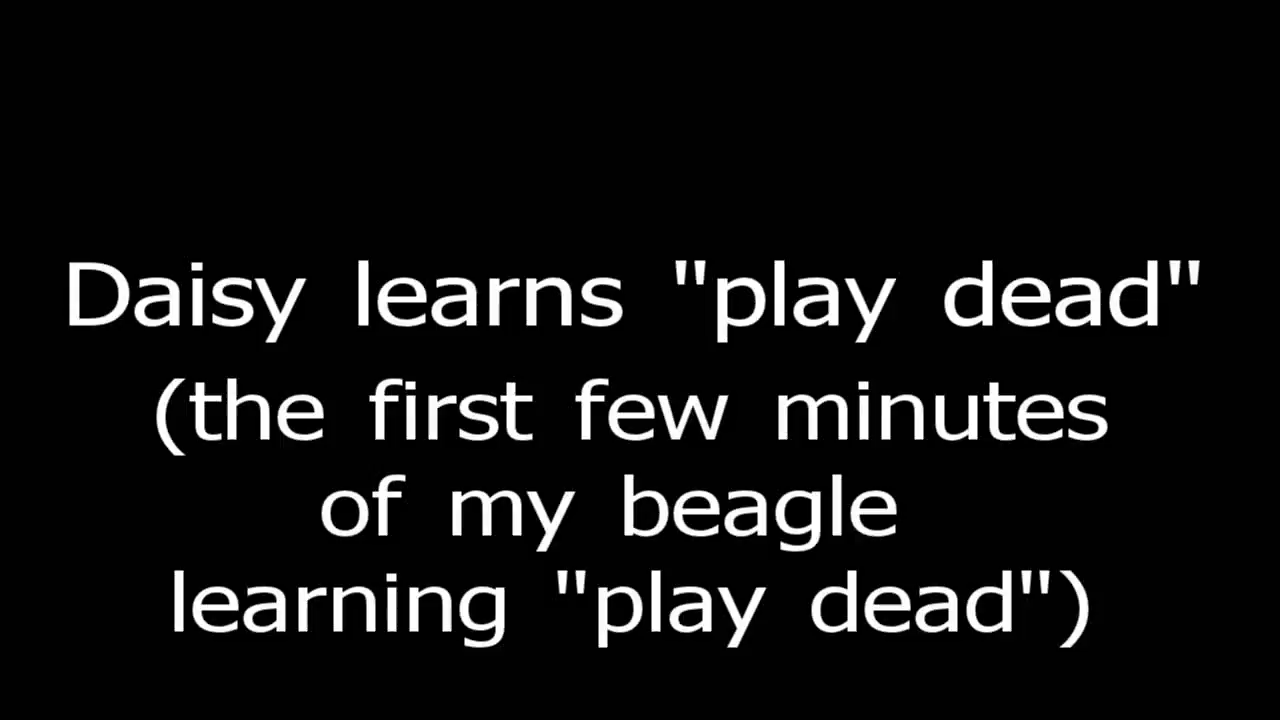 Daisy learns "play dead"
(the first few minutes
of my beagle
learning "play dead")